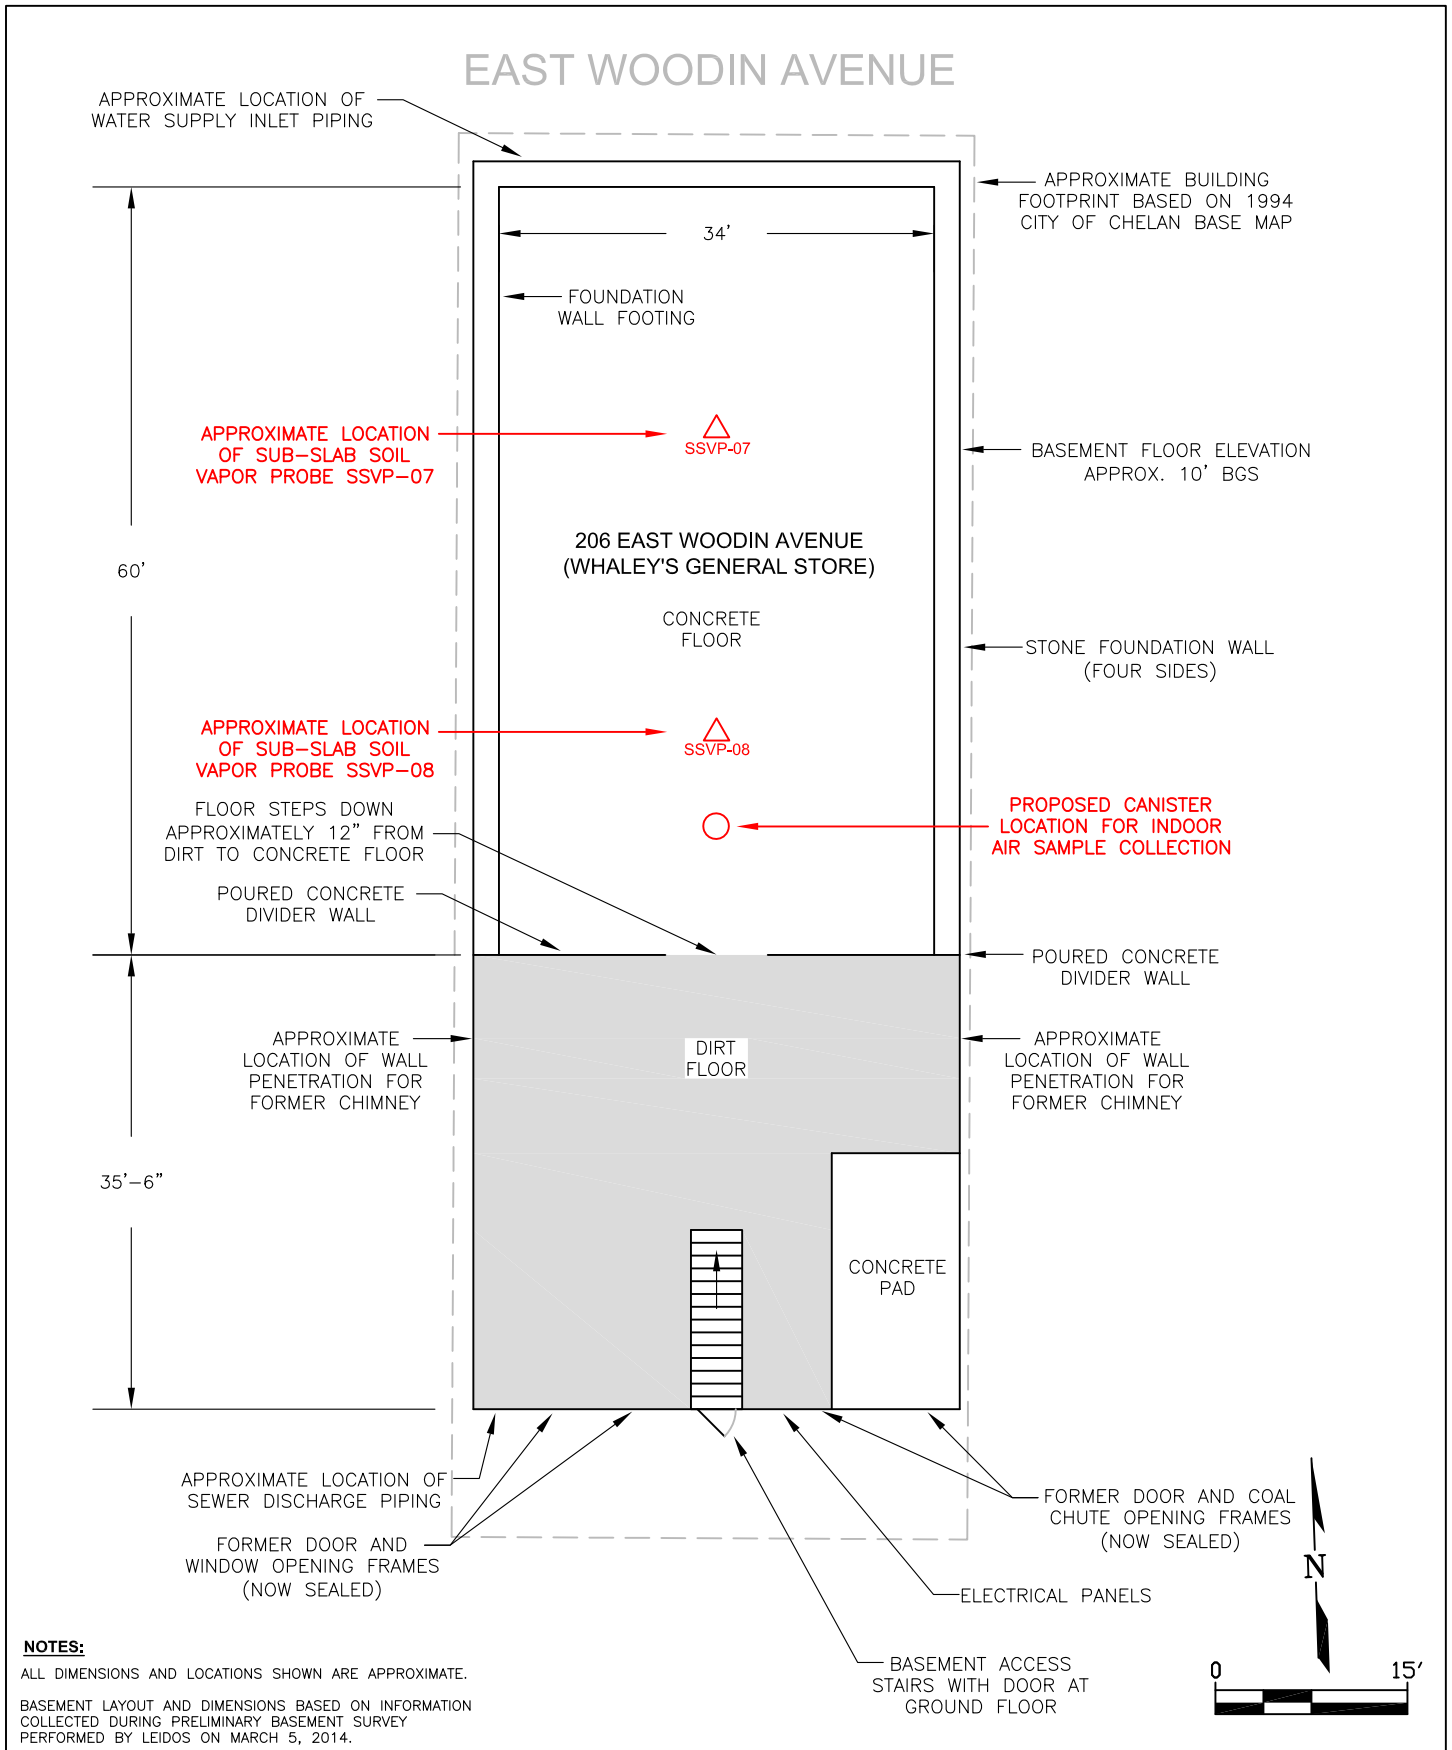 EAST WOODIN AVENUE
APPROXIMATE LOCATION OF
WATER SUPPLY INLET PIPING
APPROXIMATE BUILDING
FOOTPRINT BASED ON 1994
CITY OF CHELAN BASE MAP
34'
FOUNDATION
WALL FOOTING
APPROXIMATE LOCATION
OF SUB-SLAB SOIL
VAPOR PROBE SSVP-07
SSVP-07
BASEMENT FLOOR ELEVATION
APPROX. 10' BGS
206 EAST WOODIN AVENUE
(WHALEY'S GENERAL STORE)
60'
CONCRETE
FLOOR
STONE FOUNDATION WALL
(FOUR SIDES)
APPROXIMATE LOCATION
OF SUB-SLAB SOIL
VAPOR PROBE SSVP-08
SSVP-08
FLOOR STEPS DOWN
APPROXIMATELY 12" FROM
DIRT TO CONCRETE FLOOR
PROPOSED CANISTER
LOCATION FOR INDOOR
AIR SAMPLE COLLECTION
POURED CONCRETE
DIVIDER WALL
POURED CONCRETE
DIVIDER WALL
APPROXIMATE
LOCATION OF WALL
PENETRATION FOR
FORMER CHIMNEY
DIRT
FLOOR
APPROXIMATE
LOCATION OF WALL
PENETRATION FOR
FORMER CHIMNEY
35'-6"
CONCRETE
PAD
APPROXIMATE LOCATION OF
SEWER DISCHARGE PIPING
FORMER DOOR AND COAL
CHUTE OPENING FRAMES
(NOW SEALED)
FORMER DOOR AND
WINDOW OPENING FRAMES
(NOW SEALED)
N
ELECTRICAL PANELS
BASEMENT ACCESS
STAIRS WITH DOOR AT
GROUND FLOOR
0 15'
NOTES:
ALL DIMENSIONS AND LOCATIONS SHOWN ARE APPROXIMATE.
BASEMENT LAYOUT AND DIMENSIONS BASED ON INFORMATION
COLLECTED DURING PRELIMINARY BASEMENT SURVEY
PERFORMED BY LEIDOS ON MARCH 5, 2014.